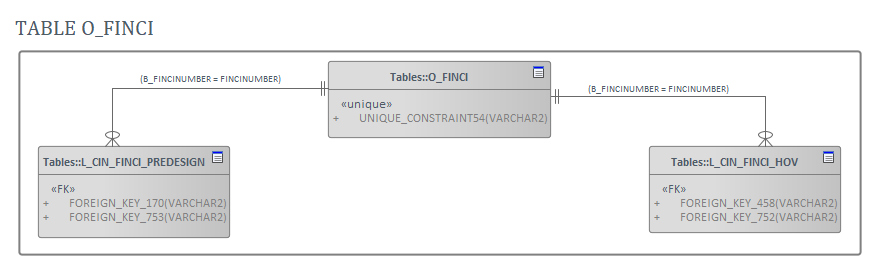 TABLE O_FINCI
Tables::O_FINCI
«unique»
+ UNIQUE_CONSTRAINT54(VARCHAR2)
(B_FINCINUMBER = FINCINUMBER)
(B_FINCINUMBER = FINCINUMBER)
Tables::L_CIN_FINCI_PREDESIGN
«FK»
+ FOREIGN_KEY_170(VARCHAR2)
+ FOREIGN_KEY_753(VARCHAR2)
Tables::L_CIN_FINCI_HOV
«FK»
+ FOREIGN_KEY_458(VARCHAR2)
+ FOREIGN_KEY_752(VARCHAR2)